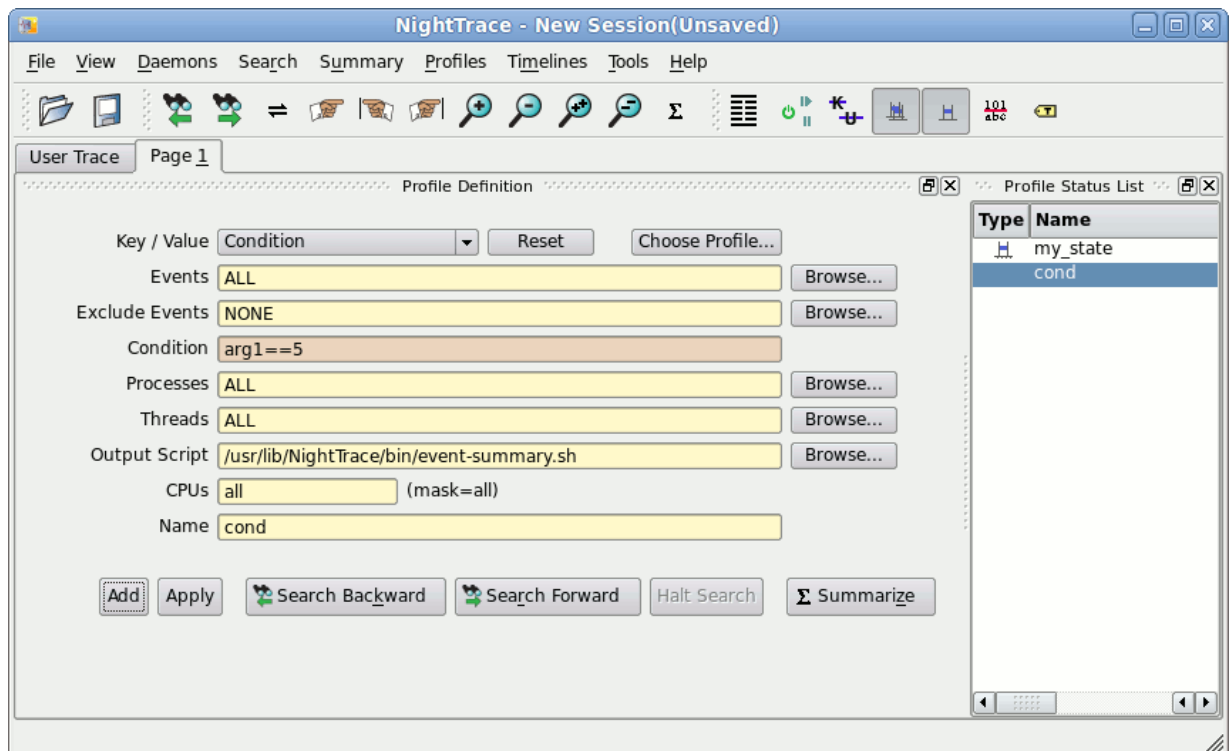 NightTrace - New Session(Unsaved)
File View Daemons Search Summary Profiles Timelines Tools Help
Σ 101 abc T
User Trace Page 1
Profile Definition
Key / Value Condition Reset Choose Profile...
Events ALL Browse...
Exclude Events NONE Browse...
Condition arg1==5
Processes ALL Browse...
Threads ALL Browse...
Output Script /usr/lib/NightTrace/bin/event-summary.sh Browse...
CPUs all (mask=all)
Name cond
Add Apply Search Backward Search Forward Halt Search Σ Summarize
Profile Status List
Type Name
my_state
cond